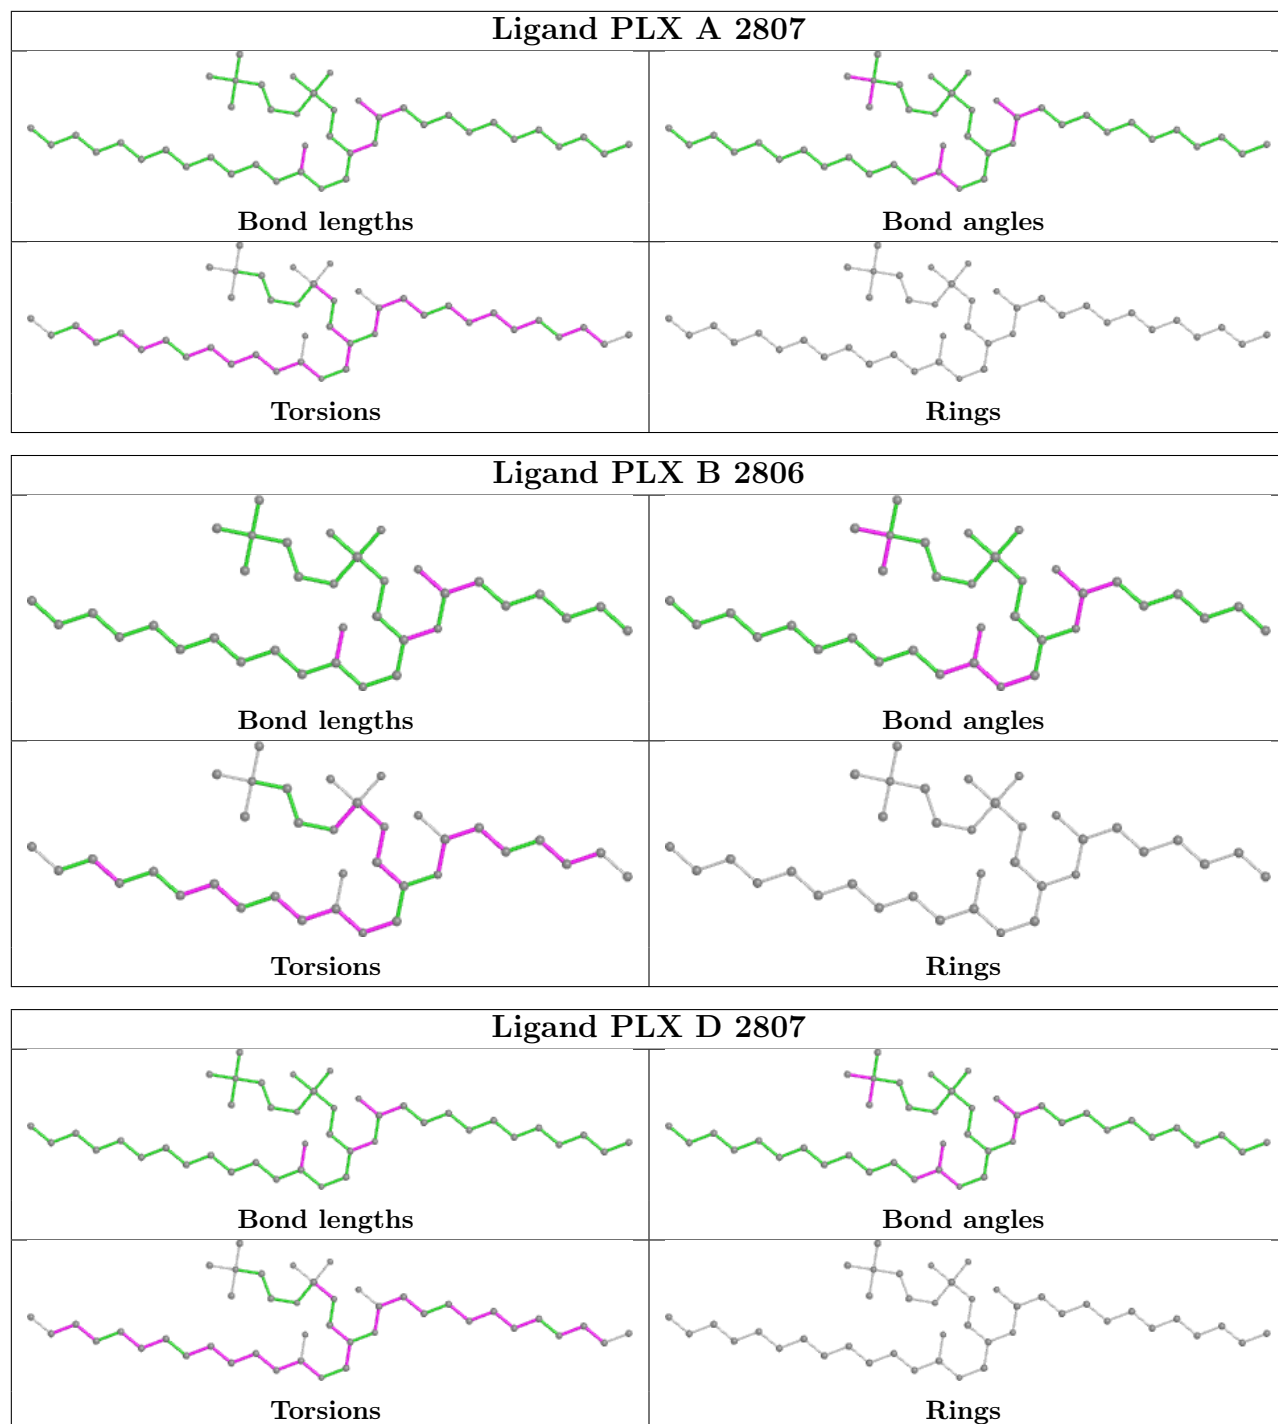 Ligand PLX A 2807
Bond lengths
Bond angles
Torsions
Rings
Ligand PLX B 2806
Bond lengths
Bond angles
Torsions
Rings
Ligand PLX D 2807
Bond lengths
Bond angles
Torsions
Rings